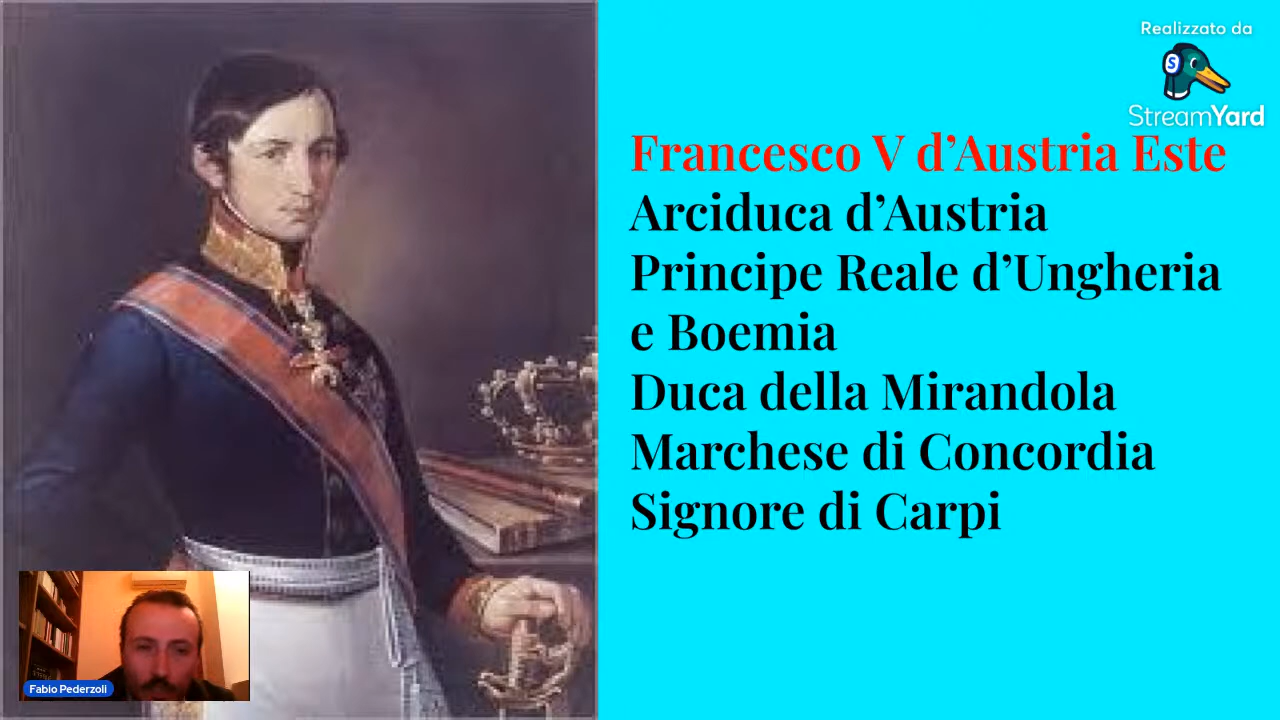 Realizzato da
StreamYard
Francesco V d’Austria Este
Arciduca d’Austria
Principe Reale d’Ungheria
e Boemia
Duca della Mirandola
Marchese di Concordia
Signore di Carpi
Fabio Pederzoli